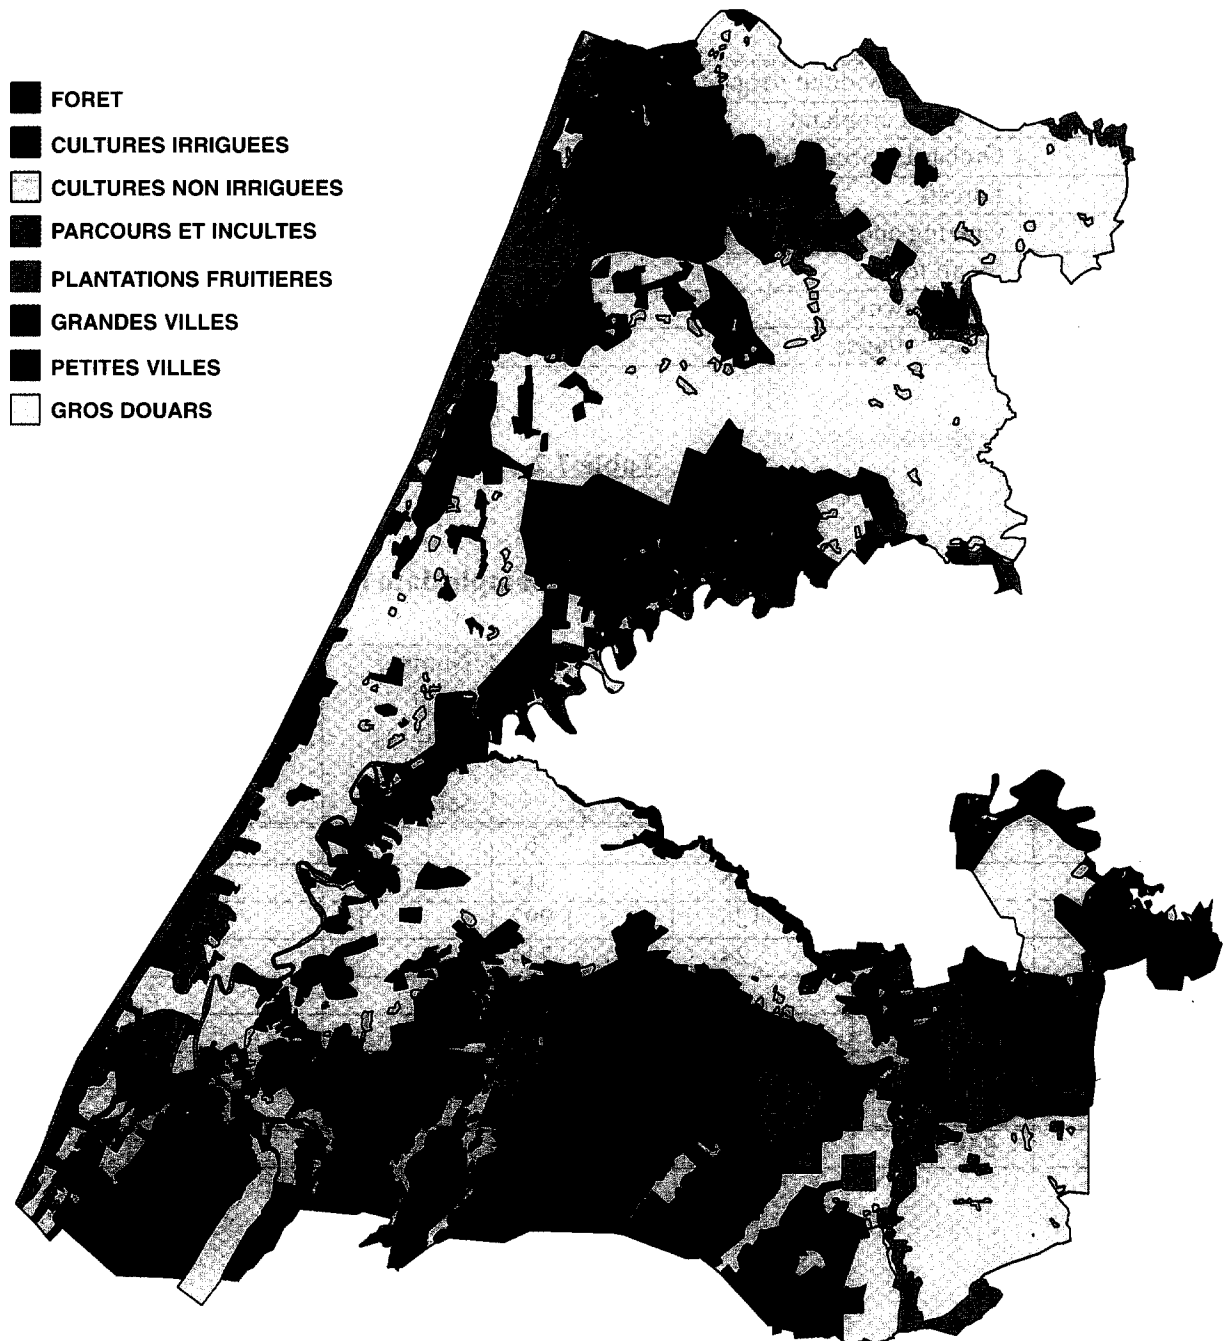 FORET
CULTURES IRRIGUEES
CULTURES NON IRRIGUEES
PARCOURS ET INCULTES
PLANTATIONS FRUITIERES
GRANDES VILLES
PETITES VILLES
GROS DOUARS